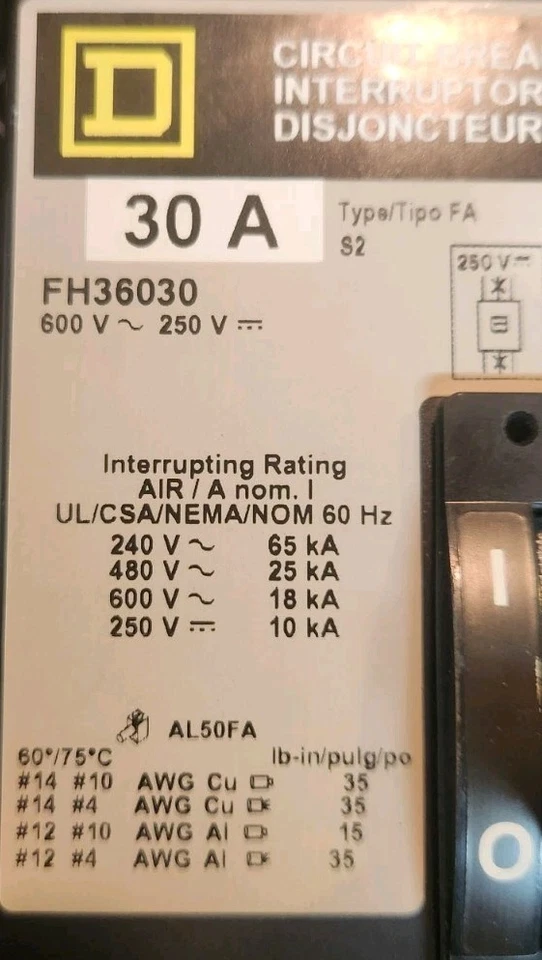 D
CIRCUIT BREA
INTERRUPTOR
DISJONCTEUR
30 A
Type/Tipo FA
S2
250 V ⎓
FH36030
600 V ~ 250 V ⎓
Interrupting Rating
AIR / A nom. I
UL/CSA/NEMA/NOM 60 Hz
240 V ~ 65 kA
480 V ~ 25 kA
600 V ~ 18 kA
250 V ⎓ 10 kA
AL50FA
60°/75°C lb-in/pulg/po
#14 #10 AWG Cu 35
#14 #4 AWG Cu 35
#12 #10 AWG Al 15
#12 #4 AWG Al 35
I
O